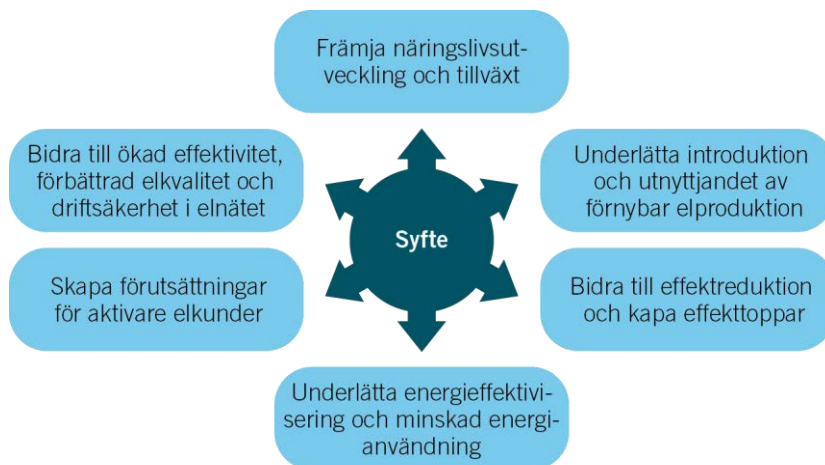 Främja näringslivsut-
veckling och tillväxt
Bidra till ökad effektivitet,
förbättrad elkvalitet och
driftsäkerhet i elnätet
Underlätta introduktion
och utnyttjandet av
förnybar elproduktion
Syfte
Skapa förutsättningar
för aktivare elkunder
Bidra till effektreduktion
och kapa effekttoppar
Underlätta energieffektivi-
sering och minskad energi-
användning